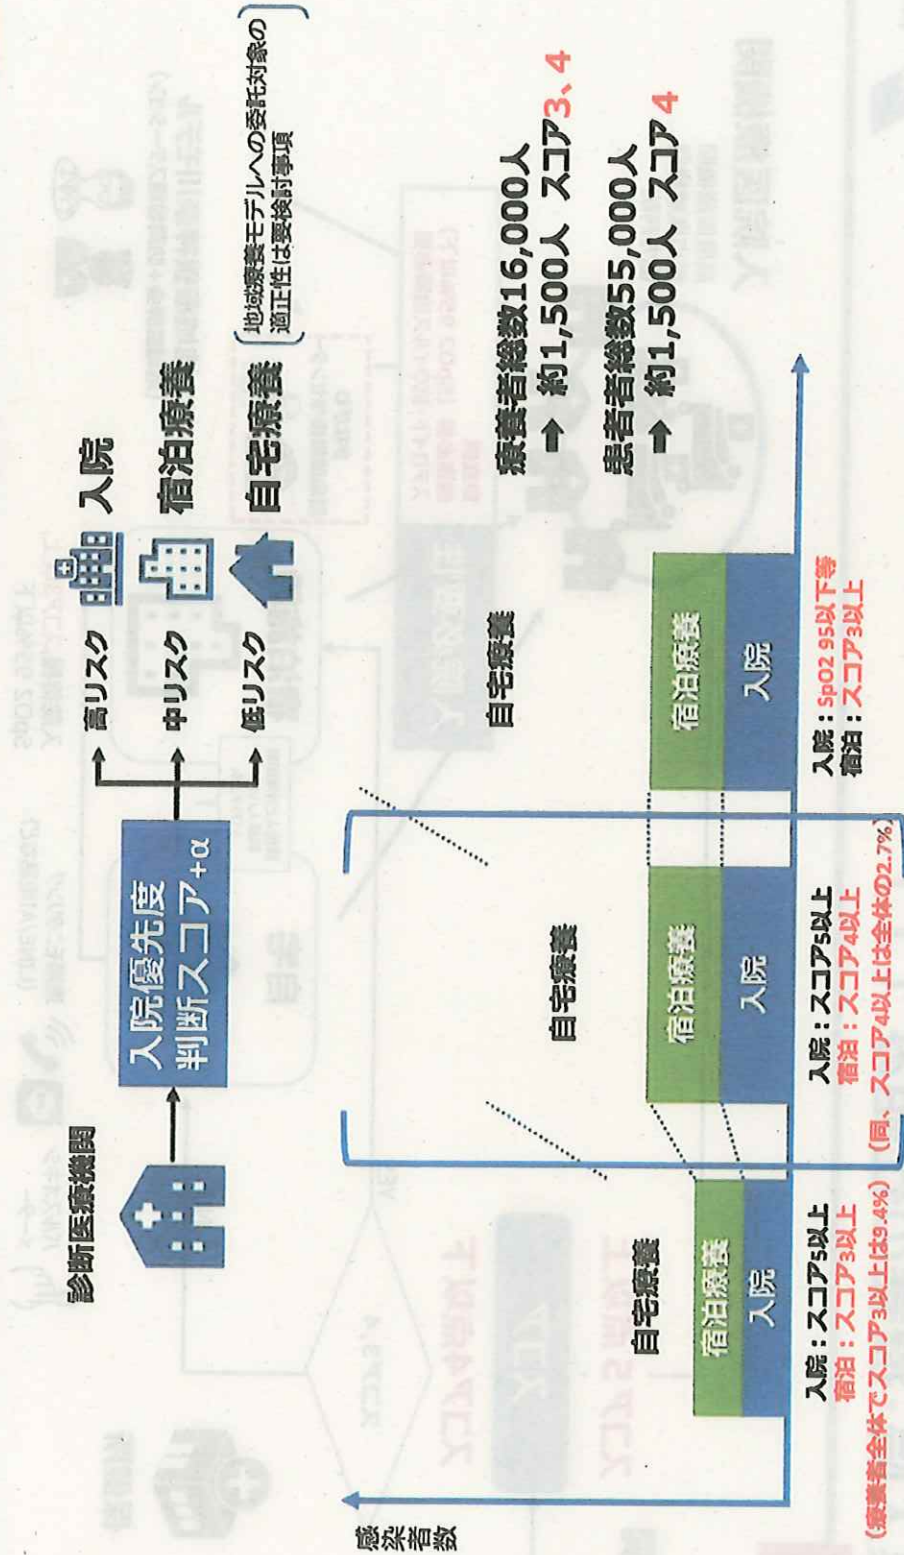 診断医療機関
入院優先度
判断スコア+α
高リスク
入院
中リスク
宿泊療養
低リスク
自宅療養
地域療養モデルへの委託対象の
適正性は要検討事項
感染者数
自宅療養
宿泊療養
入院
入院：スコア5以上
宿泊：スコア3以上
（療養者全体でスコア3以上は9.4%）
自宅療養
宿泊療養
入院
入院：スコア5以上
宿泊：スコア4以上
（同、スコア4以上は全体の2.7%）
自宅療養
宿泊療養
入院
入院：SpO2 95以下等
宿泊：スコア3以上
療養者総数16,000人
➡ 約1,500人 スコア3、4
患者者総数55,000人
➡ 約1,500人 スコア4